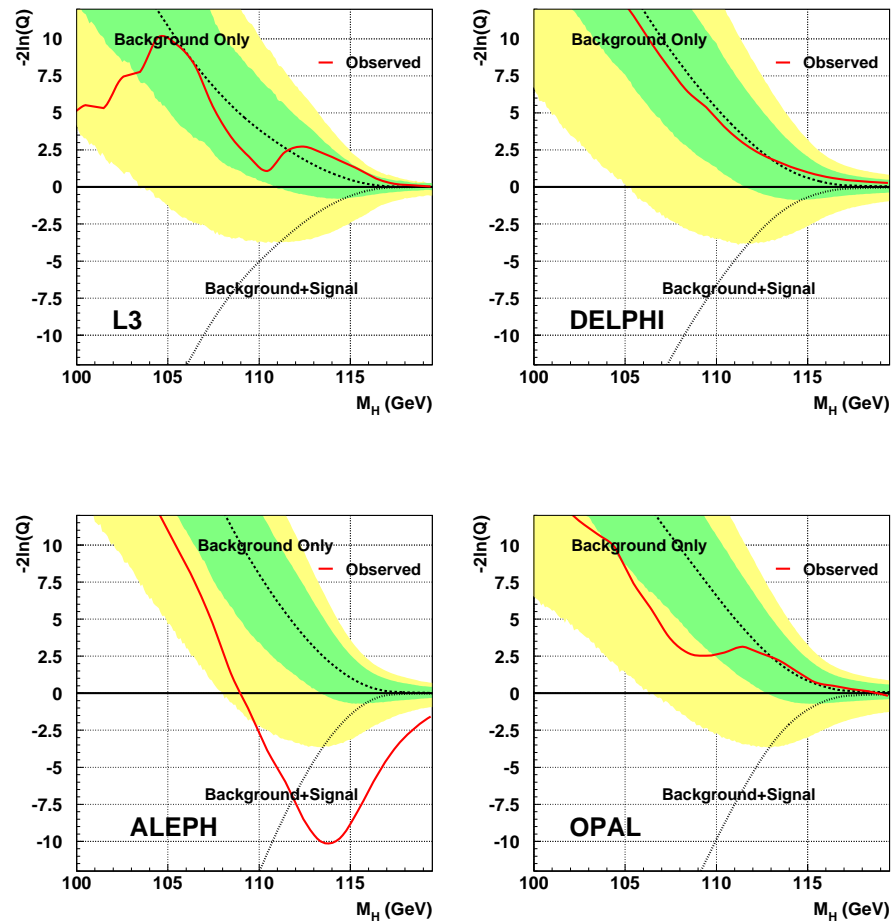 -2ln(Q)
10
7.5
5
2.5
0
-2.5
-5
-7.5
-10
Background Only
Observed
Background+Signal
L3
100 105 110 115
M_H (GeV)
-2ln(Q)
10
7.5
5
2.5
0
-2.5
-5
-7.5
-10
Background Only
Observed
Background+Signal
DELPHI
100 105 110 115
M_H (GeV)
-2ln(Q)
10
7.5
5
2.5
0
-2.5
-5
-7.5
-10
Background Only
Observed
Background+Signal
ALEPH
100 105 110 115
M_H (GeV)
-2ln(Q)
10
7.5
5
2.5
0
-2.5
-5
-7.5
-10
Background Only
Observed
Background+Signal
OPAL
100 105 110 115
M_H (GeV)